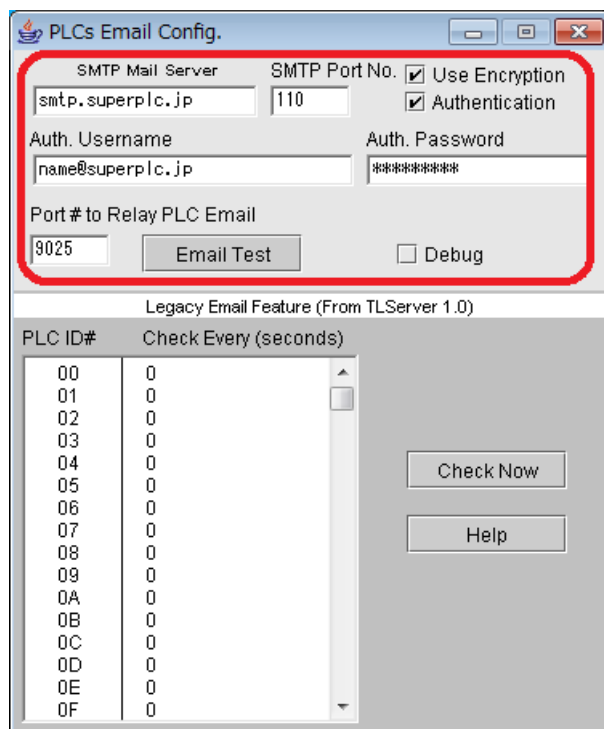 PLCs Email Config.
SMTP Mail Server SMTP Port No. Use Encryption
smtp.superplc.jp 110 Authentication
Auth. Username Auth. Password
name@superplc.jp *********
Port # to Relay PLC Email
9025 Email Test Debug
Legacy Email Feature (From TLServer 1.0)
PLC ID# Check Every (seconds)
00 0
01 0
02 0
03 0
04 0
Check Now
05 0
06 0
07 0
Help
08 0
09 0
0A 0
0B 0
0C 0
0D 0
0E 0
0F 0